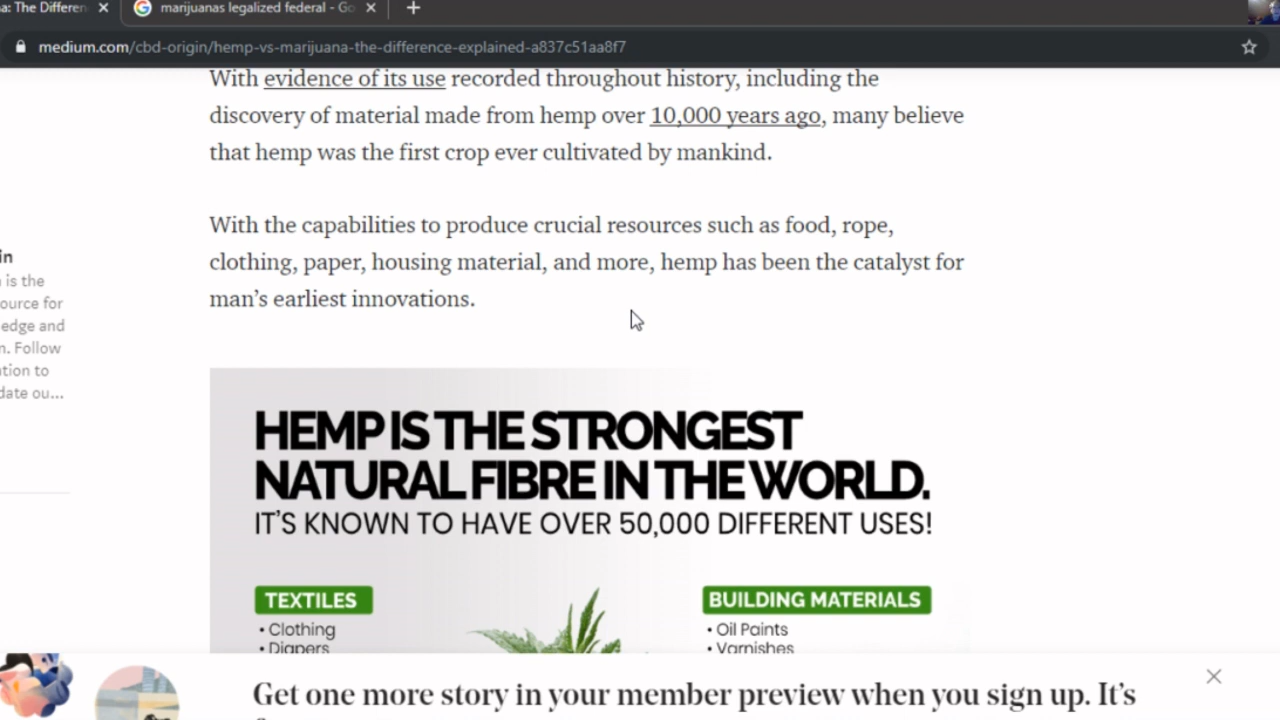 a: The Differen
marijuanas legalized federal - Go
medium.com/cbd-origin/hemp-vs-marijuana-the-difference-explained-a837c51aa8f7
With evidence of its use recorded throughout history, including the
discovery of material made from hemp over 10,000 years ago, many believe
that hemp was the first crop ever cultivated by mankind.
With the capabilities to produce crucial resources such as food, rope,
clothing, paper, housing material, and more, hemp has been the catalyst for
man's earliest innovations.
in
is the
ource for
edge and
n. Follow
tion to
date ou...
HEMP IS THE STRONGEST
NATURAL FIBRE IN THE WORLD.
IT'S KNOWN TO HAVE OVER 50,000 DIFFERENT USES!
TEXTILES
• Clothing
• Diapers
BUILDING MATERIALS
• Oil Paints
• Varnishes
Get one more story in your member preview when you sign up. It's